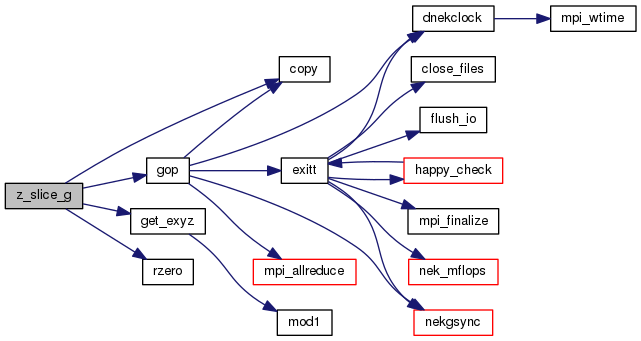 dnekclock
mpi_wtime
copy
close_files
flush_io
gop
exitt
happy_check
z_slice_g
get_exyz
mpi_finalize
rzero
mpi_allreduce
nek_mflops
mod1
nekgsync